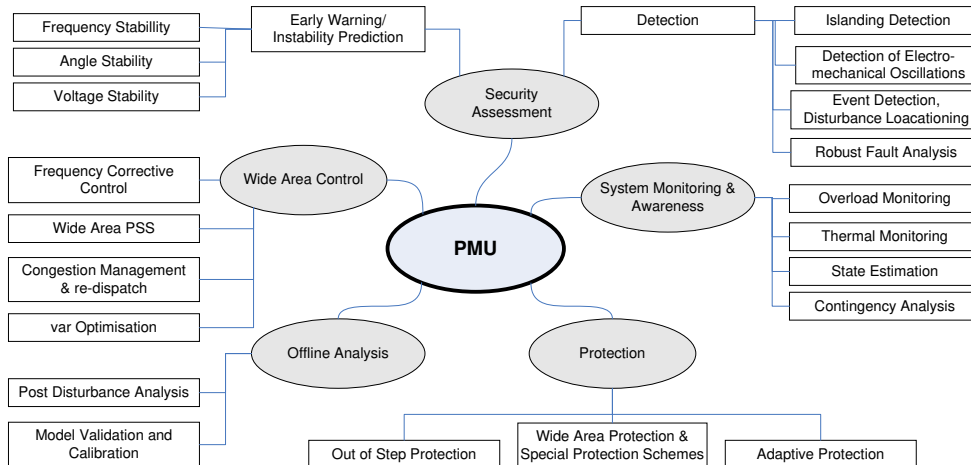 Frequency Stabillity
Angle Stability
Voltage Stability
Early Warning/
Instability Prediction
Security
Assessment
Detection
Islanding Detection
Detection of Electro-
mechanical Oscillations
Event Detection,
Disturbance Loacationing
Robust Fault Analysis
Frequency Corrective
Control
Wide Area PSS
Congestion Management
& re-dispatch
var Optimisation
Wide Area Control
PMU
System Monitoring &
Awareness
Overload Monitoring
Thermal Monitoring
State Estimation
Contingency Analysis
Offline Analysis
Post Disturbance Analysis
Model Validation and
Calibration
Protection
Out of Step Protection
Wide Area Protection &
Special Protection Schemes
Adaptive Protection